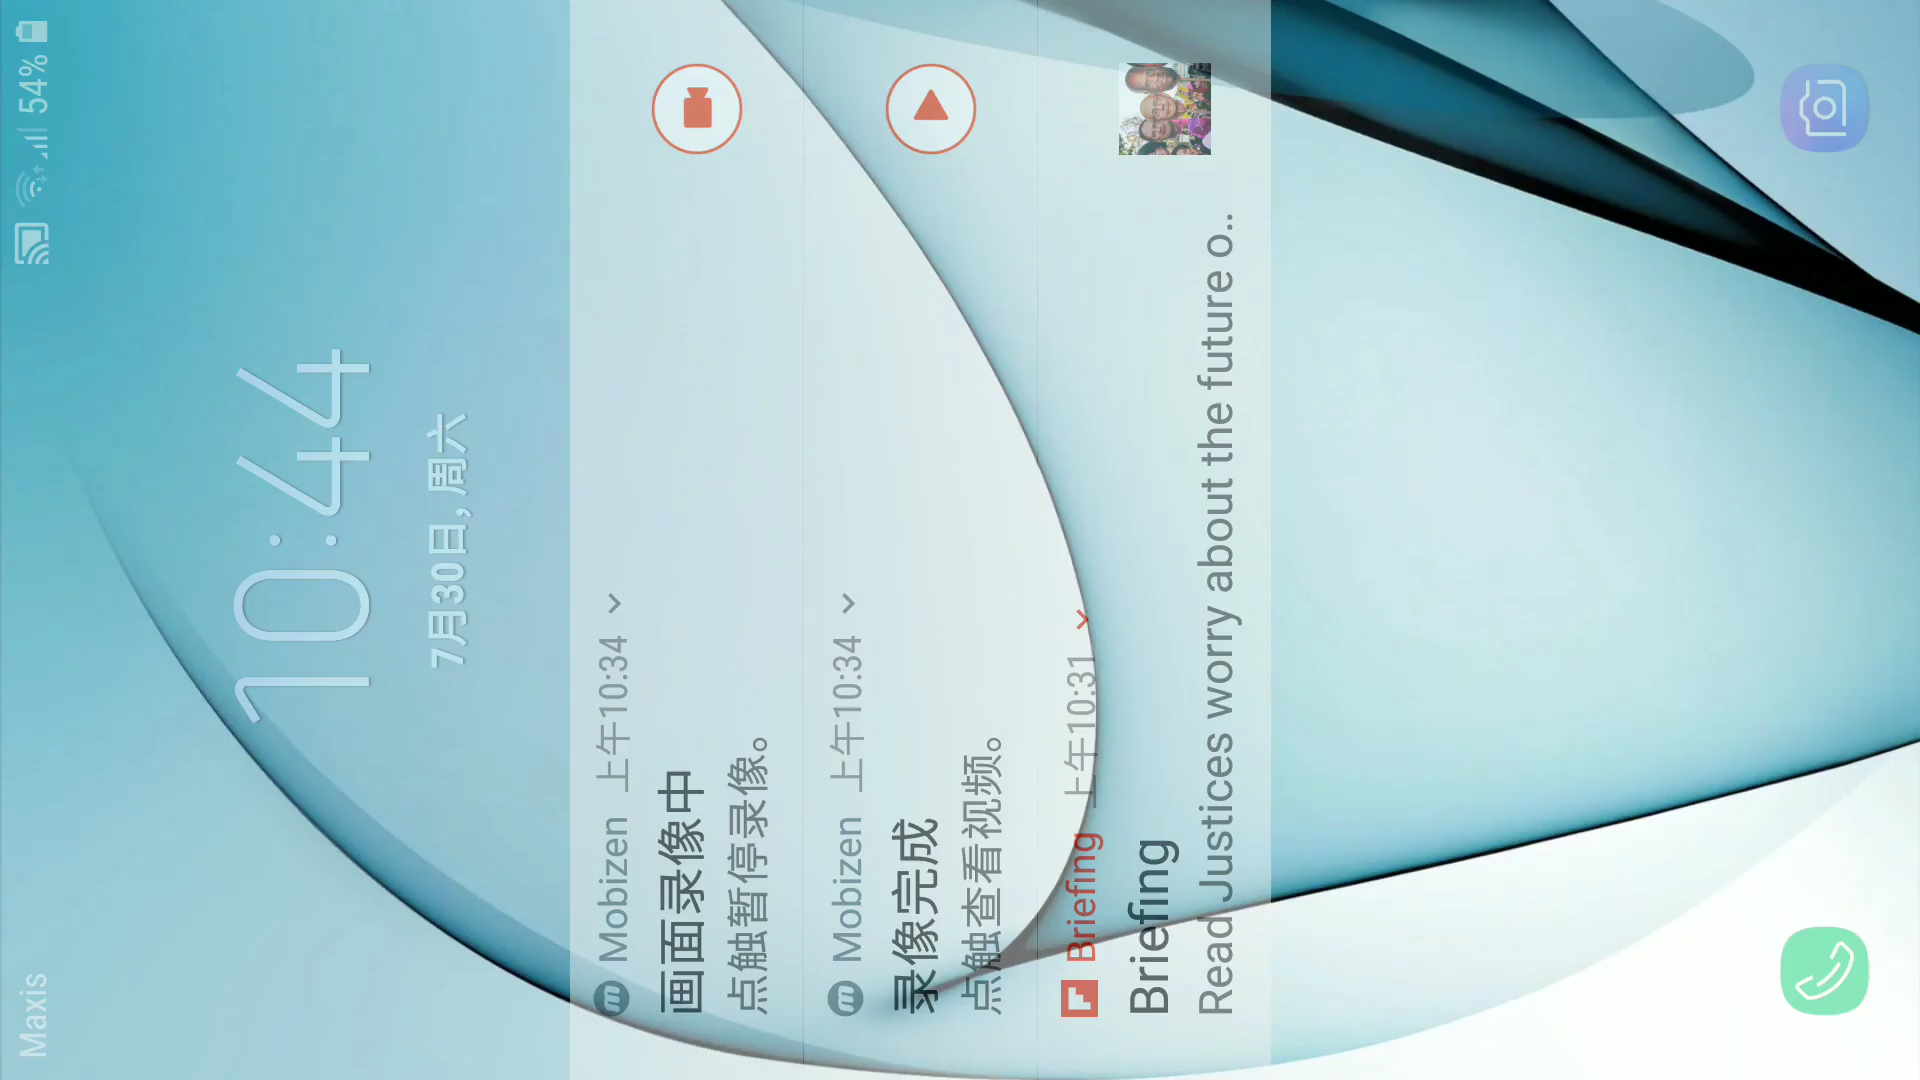 Maxis 54%
10:44
7月30日, 周六
Mobizen 上午10:34
画面录像中
点触暂停录像。
Mobizen 上午10:34
录像完成
点触查看视频。
Briefing 上午10:31
Briefing
Read Justices worry about the future o..